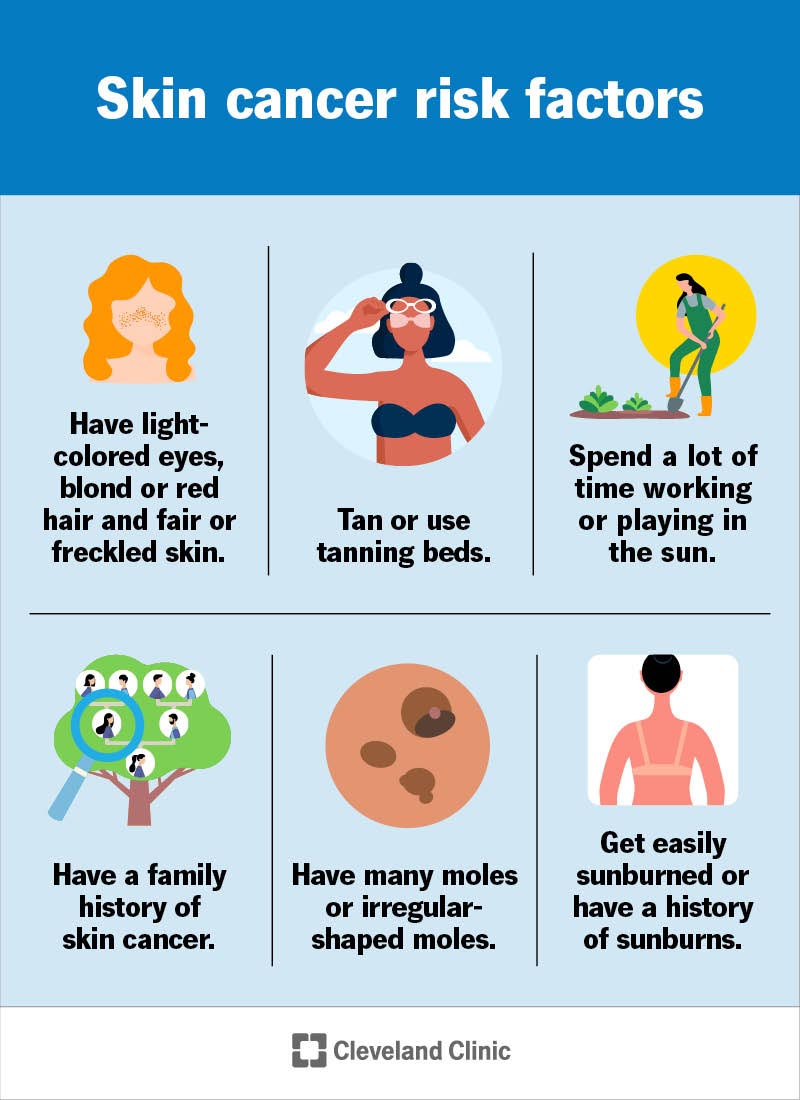 Skin cancer risk factors
Have light-
colored eyes,
blond or red
hair and fair or
freckled skin.
Tan or use
tanning beds.
Spend a lot of
time working
or playing in
the sun.
Have a family
history of
skin cancer.
Have many moles
or irregular-
shaped moles.
Get easily
sunburned or
have a history
of sunburns.
Cleveland Clinic